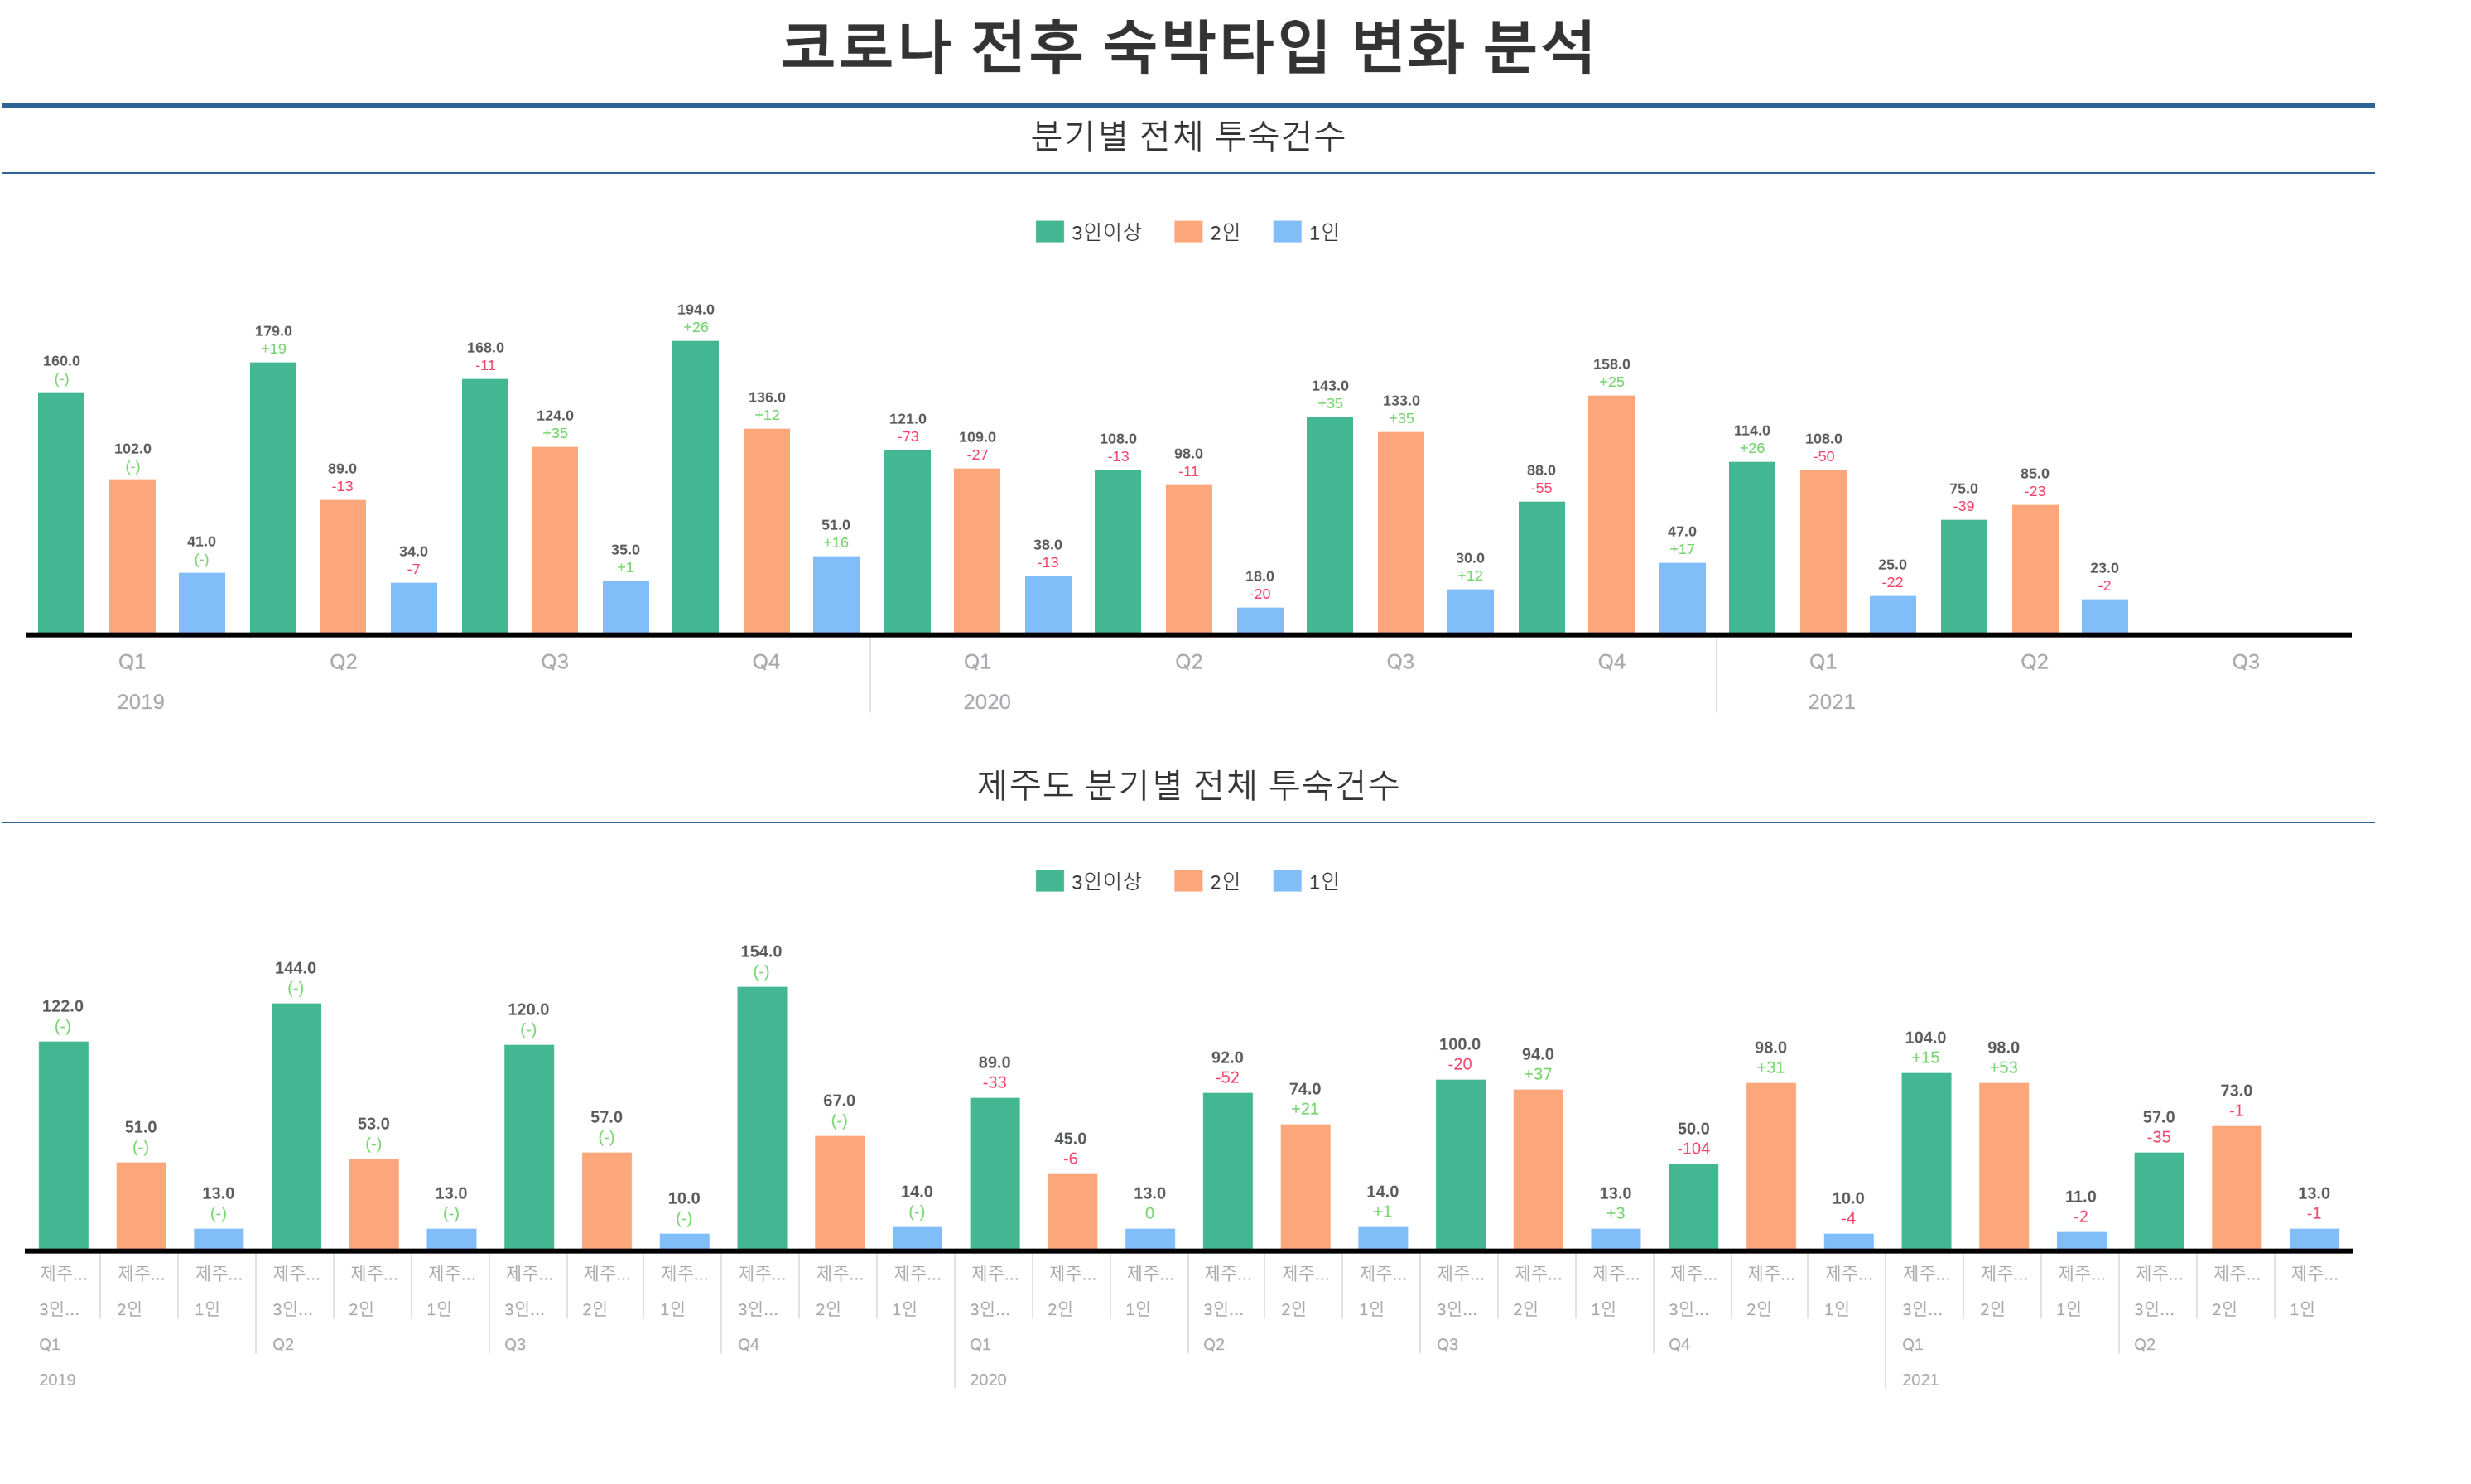 코로나 전후 숙박타입 변화 분석
분기별 전체 투숙건수
3인이상 2인 1인
160.0 (-) 102.0 (-) 41.0 (-) 179.0 +19 89.0 -13 34.0 -7 168.0 -11 124.0 +35 35.0 +1 194.0 +26 136.0 +12 51.0 +16 121.0 -73 109.0 -27 38.0 -13 108.0 -13 98.0 -11 18.0 -20 143.0 +35 133.0 +35 30.0 +12 88.0 -55 158.0 +25 47.0 +17 114.0 +26 108.0 -50 25.0 -22 75.0 -39 85.0 -23 23.0 -2
Q1 Q2 Q3 Q4 Q1 Q2 Q3 Q4 Q1 Q2 Q3
2019 2020 2021
제주도 분기별 전체 투숙건수
3인이상 2인 1인
122.0 (-) 51.0 (-) 13.0 (-) 144.0 (-) 53.0 (-) 13.0 (-) 120.0 (-) 57.0 (-) 10.0 (-) 154.0 (-) 67.0 (-) 14.0 (-) 89.0 -33 45.0 -6 13.0 0 92.0 -52 74.0 +21 14.0 +1 100.0 -20 94.0 +37 13.0 +3 50.0 -104 98.0 +31 10.0 -4 104.0 +15 98.0 +53 11.0 -2 57.0 -35 73.0 -1 13.0 -1
제주... 제주... 제주... 제주... 제주... 제주... 제주... 제주... 제주... 제주... 제주... 제주... 제주... 제주... 제주... 제주... 제주... 제주... 제주... 제주... 제주... 제주... 제주... 제주... 제주... 제주... 제주... 제주... 제주... 제주...
3인... 2인 1인 3인... 2인 1인 3인... 2인 1인 3인... 2인 1인 3인... 2인 1인 3인... 2인 1인 3인... 2인 1인 3인... 2인 1인 3인... 2인 1인 3인... 2인 1인
Q1 Q2 Q3 Q4 Q1 Q2 Q3 Q4 Q1 Q2
2019 2020 2021